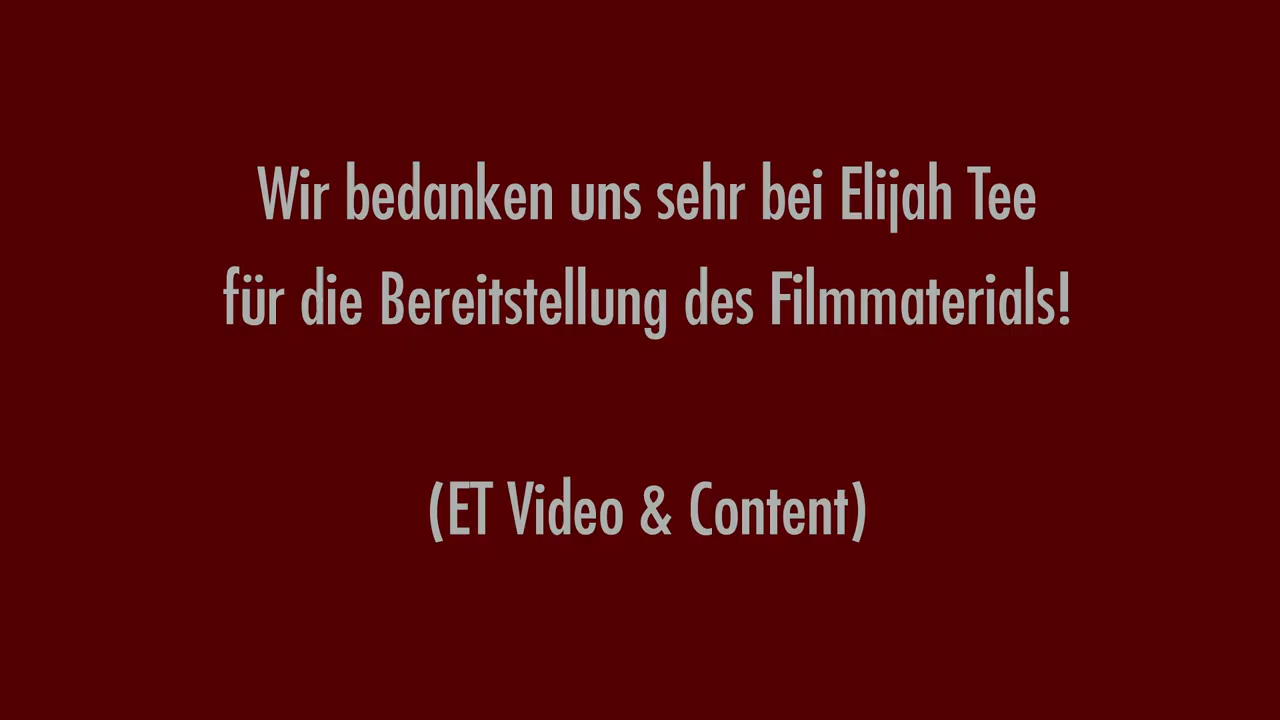 Wir bedanken uns sehr bei Elijah Tee
für die Bereitstellung des Filmmaterials!
(ET Video & Content)